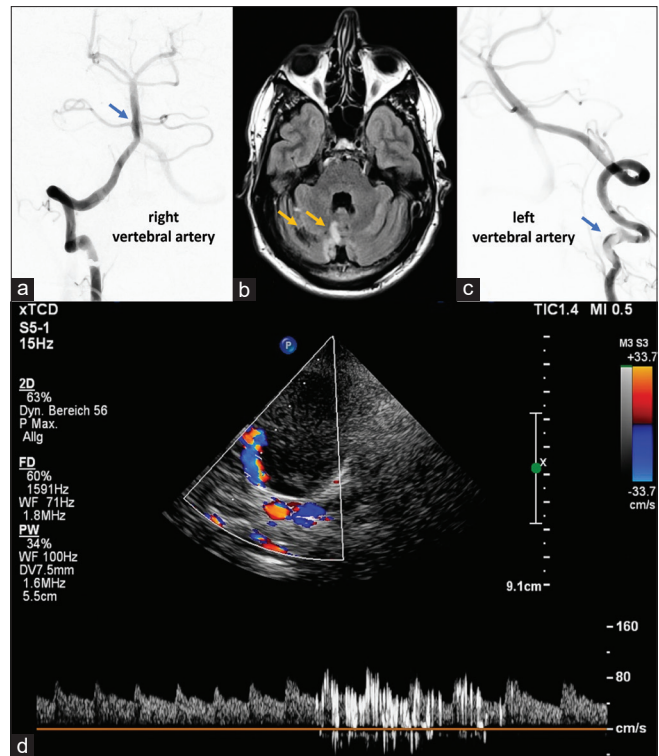 right
vertebral artery
a
b
left
vertebral artery
c
xTCD
S5-1
15Hz
TIC1.4 MI 0.5
P
M3 S3
+33.7
-33.7
cm/s
2D
63%
Dyn. Bereich 56
P Max.
Allg
FD
60%
1591Hz
WF 71Hz
1.8MHz
PW
34%
WF 100Hz
DV7.5mm
1.6MHz
5.5cm
X
9.1cm
160
80
cm/s
d